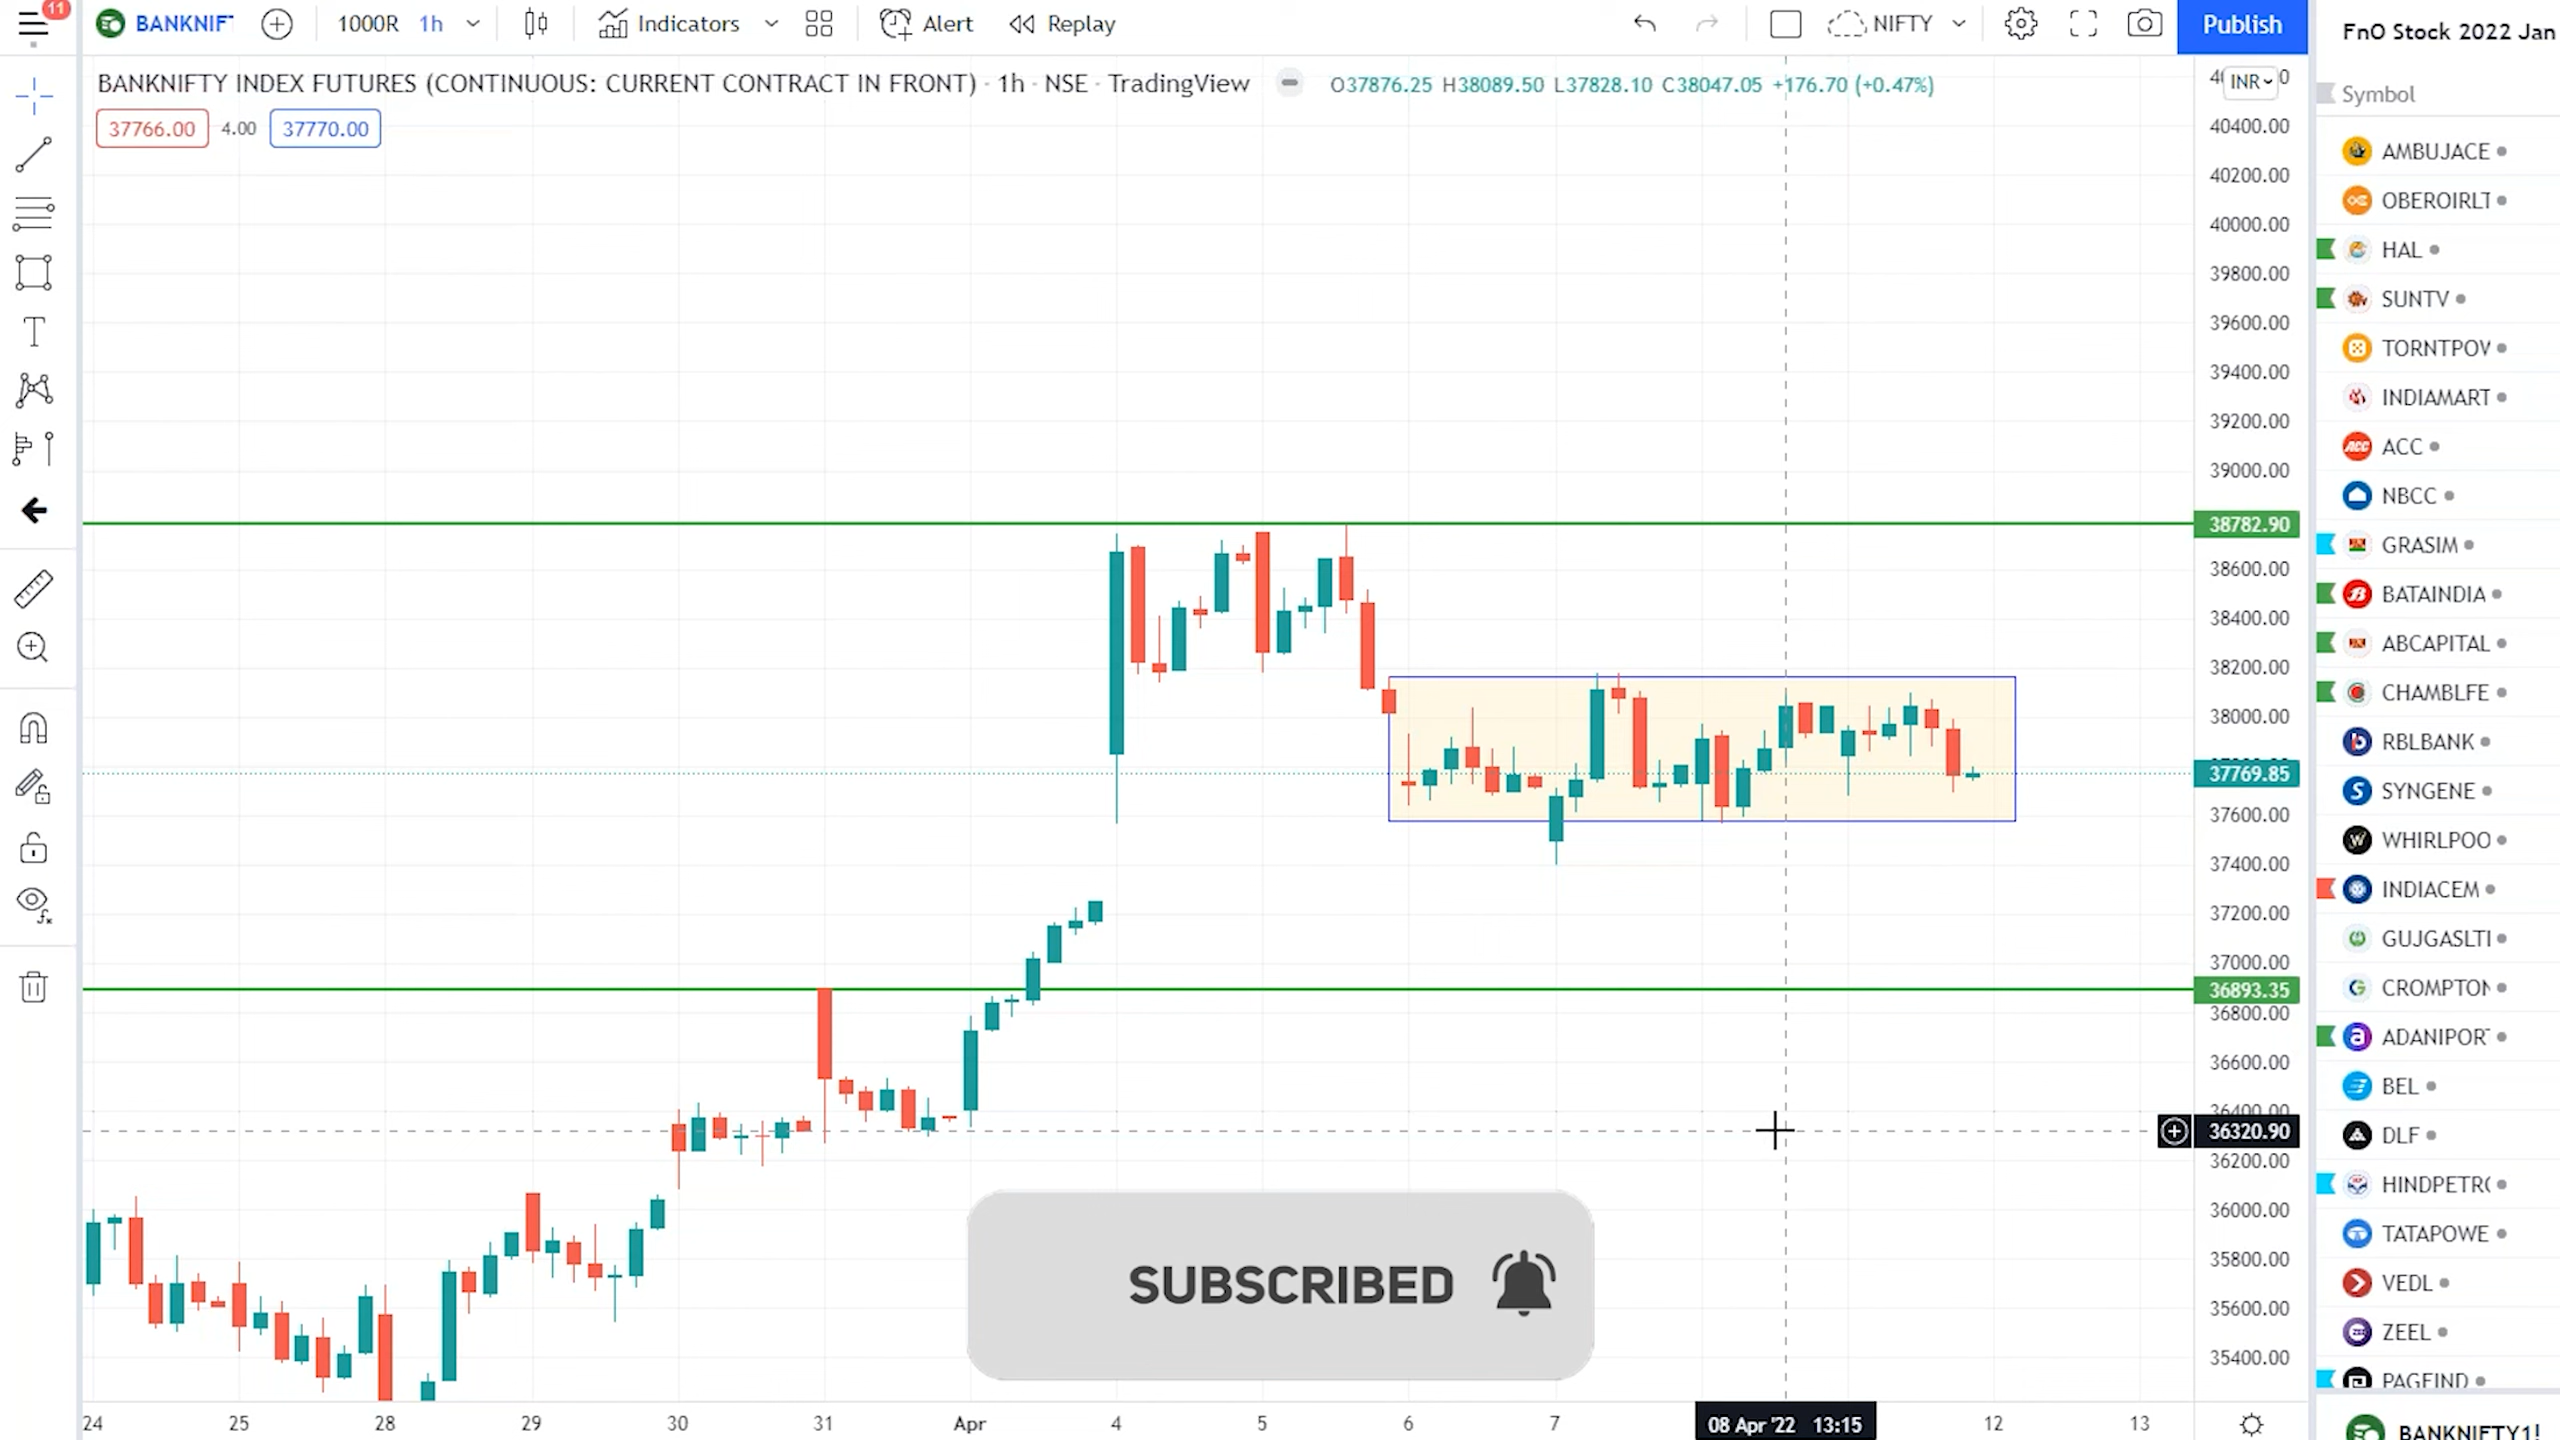 11
BANKNIF
1000R 1h
Indicators
Alert
Replay
NIFTY
Publish
FnO Stock 2022 Jan
BANKNIFTY INDEX FUTURES (CONTINUOUS: CURRENT CONTRACT IN FRONT) · 1h · NSE · TradingView
O37876.25 H38089.50 L37828.10 C38047.05 +176.70 (+0.47%)
37766.00 4.00 37770.00
INR
40400.00
40200.00
40000.00
39800.00
39600.00
39400.00
39200.00
39000.00
38782.90
38600.00
38400.00
38200.00
38000.00
37769.85
37600.00
37400.00
37200.00
37000.00
36893.35
36800.00
36600.00
36400.00
36320.90
36200.00
36000.00
35800.00
35600.00
35400.00
Symbol
AMBUJACE
OBEROIRLT
HAL
SUNTV
TORNTPOV
INDIAMART
ACC
NBCC
GRASIM
BATAINDIA
ABCAPITAL
CHAMBLFE
RBLBANK
SYNGENE
WHIRLPOO
INDIACEM
GUJGASLTI
CROMPTON
ADANIPOR
BEL
DLF
HINDPETR
TATAPOWE
VEDL
ZEEL
PAGEIND
BANKNIFTY1!
SUBSCRIBED
24 25 28 29 30 31 Apr 4 5 6 7 08 Apr '22 13:15 12 13